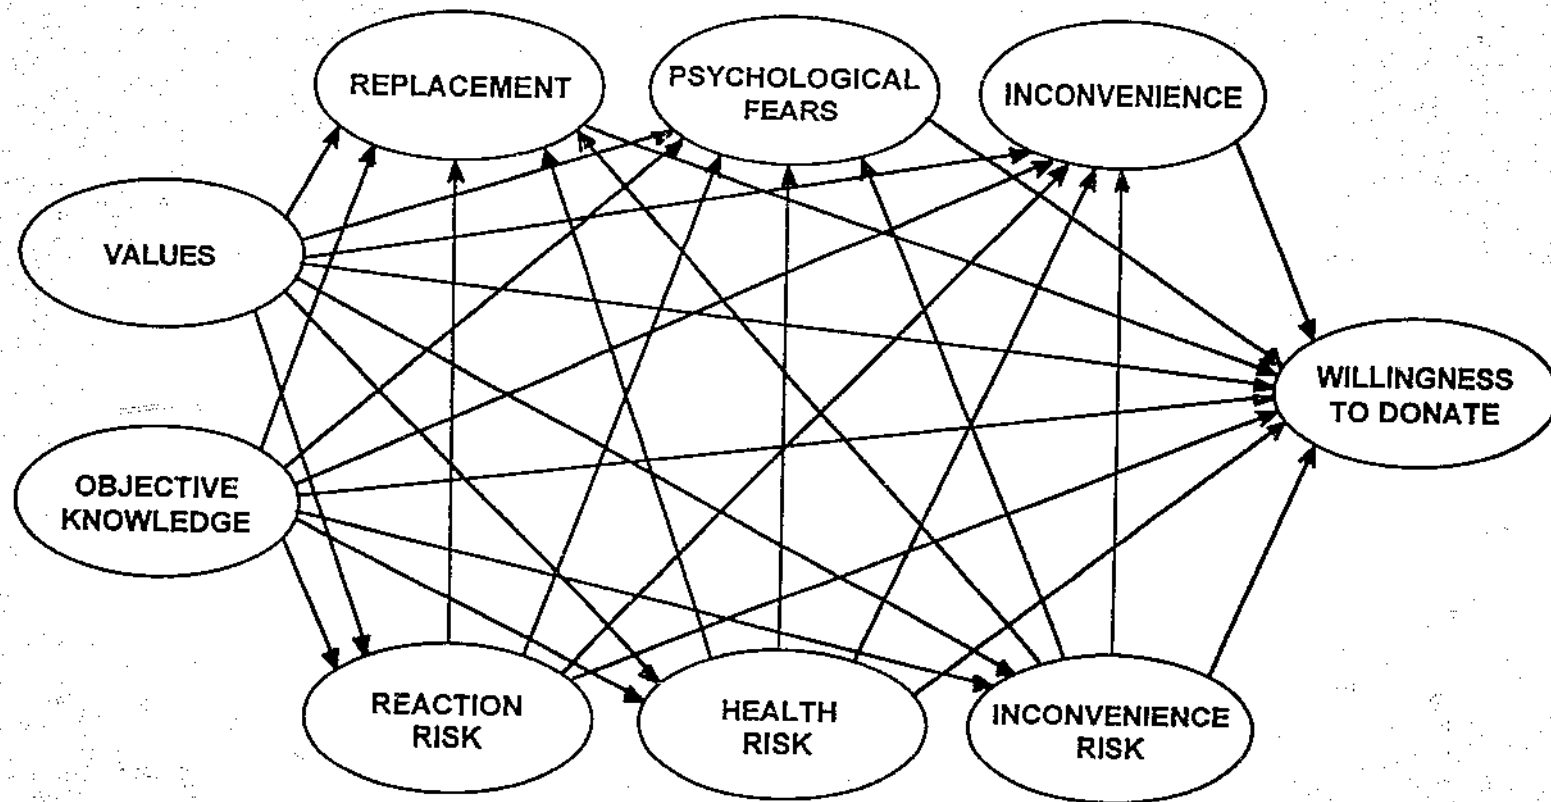 REPLACEMENT
PSYCHOLOGICAL
FEARS
INCONVENIENCE
VALUES
WILLINGNESS
TO DONATE
OBJECTIVE
KNOWLEDGE
REACTION
RISK
HEALTH
RISK
INCONVENIENCE
RISK